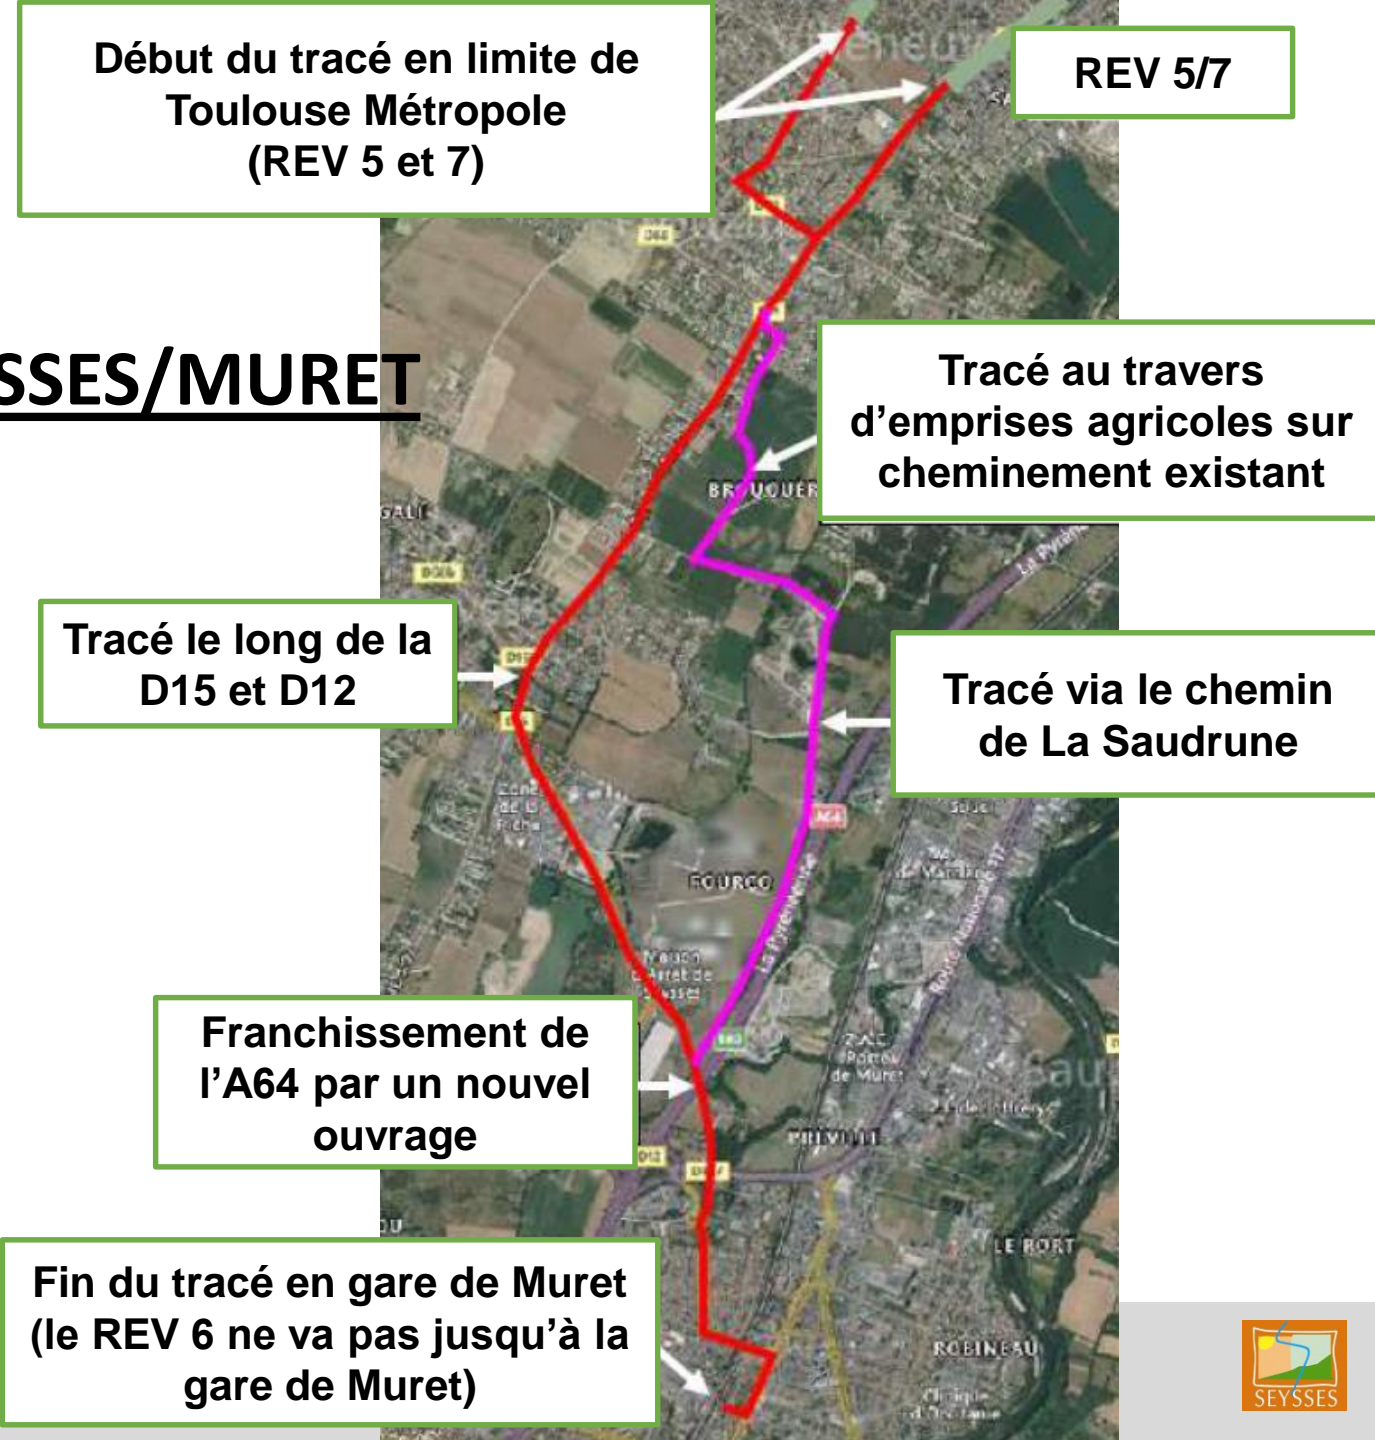 Début du tracé en limite de
Toulouse Métropole
(REV 5 et 7)
REV 5/7
SSES/MURET
Tracé au travers
d’emprises agricoles sur
cheminement existant
Tracé le long de la
D15 et D12
Tracé via le chemin
de La Saudrune
FOURCO
Franchissement de
l’A64 par un nouvel
ouvrage
de Muret
D12
LE PORT
Fin du tracé en gare de Muret
(le REV 6 ne va pas jusqu’à la
gare de Muret)
ROBINEAU
SEYSSES